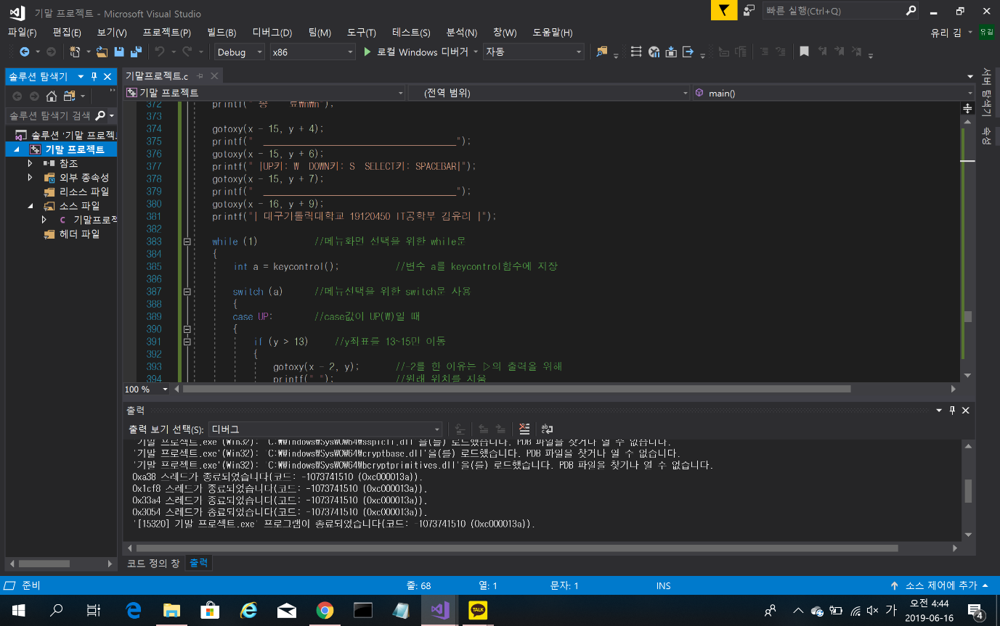 기말 프로젝트 - Microsoft Visual Studio
빠른 실행(Ctrl+Q)
파일(F) 편집(E) 보기(V) 프로젝트(P) 빌드(B) 디버그(D) 팀(M) 도구(T) 테스트(S) 분석(N) 창(W) 도움말(H)
유리 김 유김
Debug x86 로컬 Windows 디버거 자동
솔루션 탐색기
솔루션 탐색기 검색
솔루션 '기말 프로젝
기말 프로젝트
참조
외부 종속성
리소스 파일
소스 파일
C 기말프로젝
헤더 파일
기말프로젝트.c
기말 프로젝트 (전역 범위) main()
372 printf(" 종 료\n\n");
373
374 gotoxy(x - 15, y + 4);
375 printf(" ______________________________________");
376 gotoxy(x - 15, y + 6);
377 printf(" |UP키: W DOWN키: S SELECT키: SPACEBAR|");
378 gotoxy(x - 15, y + 7);
379 printf(" ______________________________________");
380 gotoxy(x - 16, y + 9);
381 printf("| 대구가톨릭대학교 19120450 IT공학부 김유리 |");
382
383 while (1) //메뉴화면 선택을 위한 while문
384 {
385 int a = keycontrol(); //변수 a를 keycontrol함수에 저장
386
387 switch (a) //메뉴선택을 위한 switch문 사용
388 {
389 case UP: //case값이 UP(W)일 때
390 {
391 if (y > 13) //y좌표를 13~15만 이동
392 {
393 gotoxy(x - 2, y); //-2를 한 이유는 ▷의 출력을 위해
394 printf(" "); //원래 위치를 지움
100 %
서버 탐색기
속성
출력
출력 보기 선택(S): 디버그
'기말 프로젝트.exe'(Win32): 'C:\Windows\SysWOW64\sspicli.dll'을(를) 로드했습니다. PDB 파일을 찾거나 열 수 없습니다.
'기말 프로젝트.exe'(Win32): 'C:\Windows\SysWOW64\cryptbase.dll'을(를) 로드했습니다. PDB 파일을 찾거나 열 수 없습니다.
'기말 프로젝트.exe'(Win32): 'C:\Windows\SysWOW64\bcryptprimitives.dll'을(를) 로드했습니다. PDB 파일을 찾거나 열 수 없습니다.
0xa38 스레드가 종료되었습니다(코드: -1073741510 (0xc000013a)).
0x1cf8 스레드가 종료되었습니다(코드: -1073741510 (0xc000013a)).
0x33a4 스레드가 종료되었습니다(코드: -1073741510 (0xc000013a)).
0x3054 스레드가 종료되었습니다(코드: -1073741510 (0xc000013a)).
'[15320] 기말 프로젝트.exe' 프로그램이 종료되었습니다(코드: -1073741510 (0xc000013a)).
코드 정의 창 출력
준비 줄: 68 열: 1 문자: 1 INS 소스 제어에 추가
TALK
가
오전 4:44
2019-06-16
4